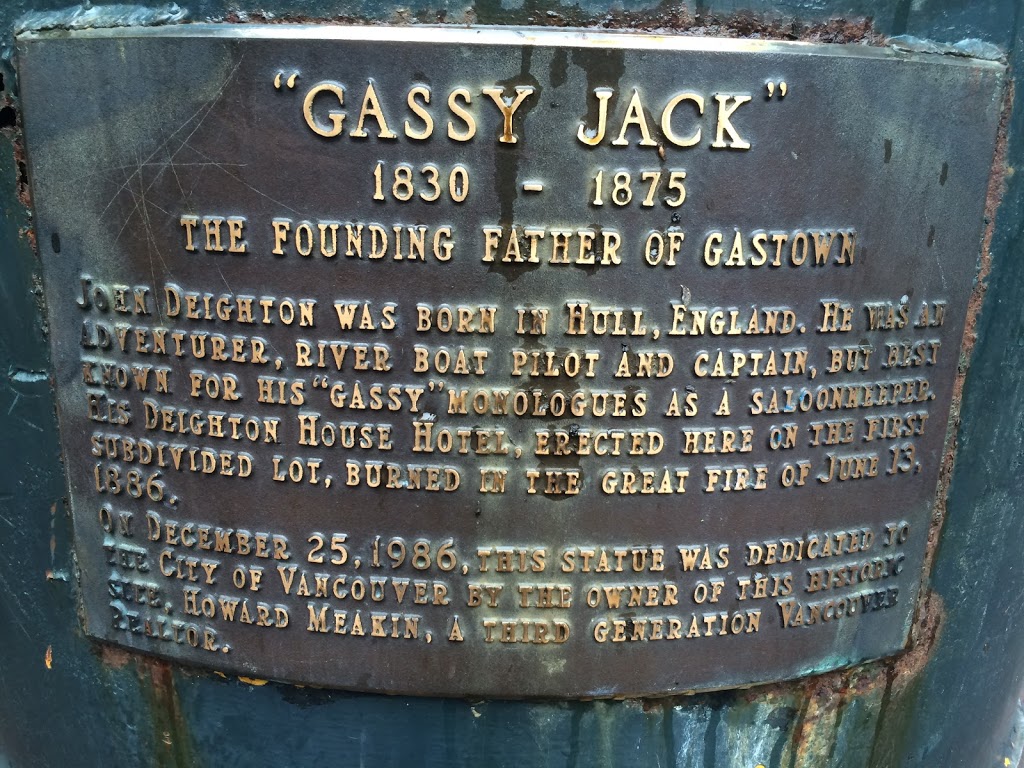 "GASSY JACK"
1830 - 1875
THE FOUNDING FATHER OF GASTOWN
JOHN DEIGHTON WAS BORN IN HULL, ENGLAND. HE WAS AN
ADVENTURER, RIVER BOAT PILOT AND CAPTAIN, BUT BEST
KNOWN FOR HIS "GASSY" MONOLOGUES AS A SALOONKEEPER.
HIS DEIGHTON HOUSE HOTEL, ERECTED HERE ON THE FIRST
SUBDIVIDED LOT, BURNED IN THE GREAT FIRE OF JUNE 13,
1886.
ON DECEMBER 25, 1986, THIS STATUE WAS DEDICATED TO
THE CITY OF VANCOUVER BY THE OWNER OF THIS HISTORIC
SITE, HOWARD MEAKIN, A THIRD GENERATION VANCOUVER
REALTOR.